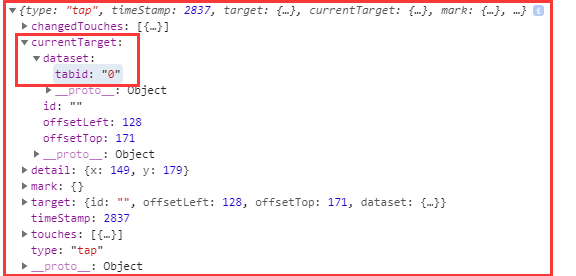 ▼{type: "tap", timeStamp: 2837, target: {…}, currentTarget: {…}, mark: {…}, …} i
▶changedTouches: [{…}]
▼currentTarget:
▼dataset:
tabid: "0"
▶__proto__: Object
id: ""
offsetLeft: 128
offsetTop: 171
▶__proto__: Object
▶detail: {x: 149, y: 179}
▶mark: {}
▶target: {id: "", offsetLeft: 128, offsetTop: 171, dataset: {…}}
timeStamp: 2837
▶touches: [{…}]
type: "tap"
▶__proto__: Object